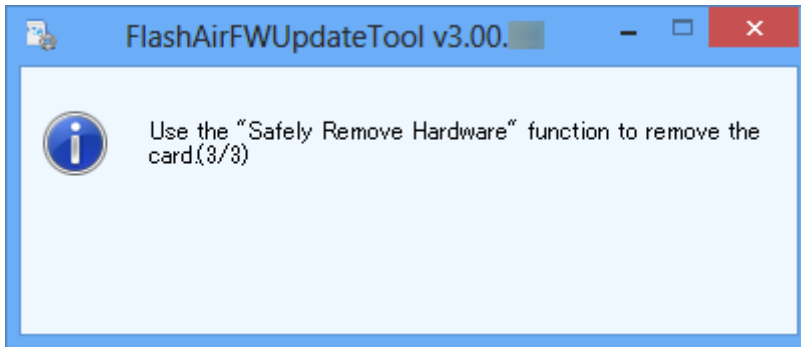 FlashAirFWUpdateTool v3.00.
Use the "Safely Remove Hardware" function to remove the
card.(3/3)